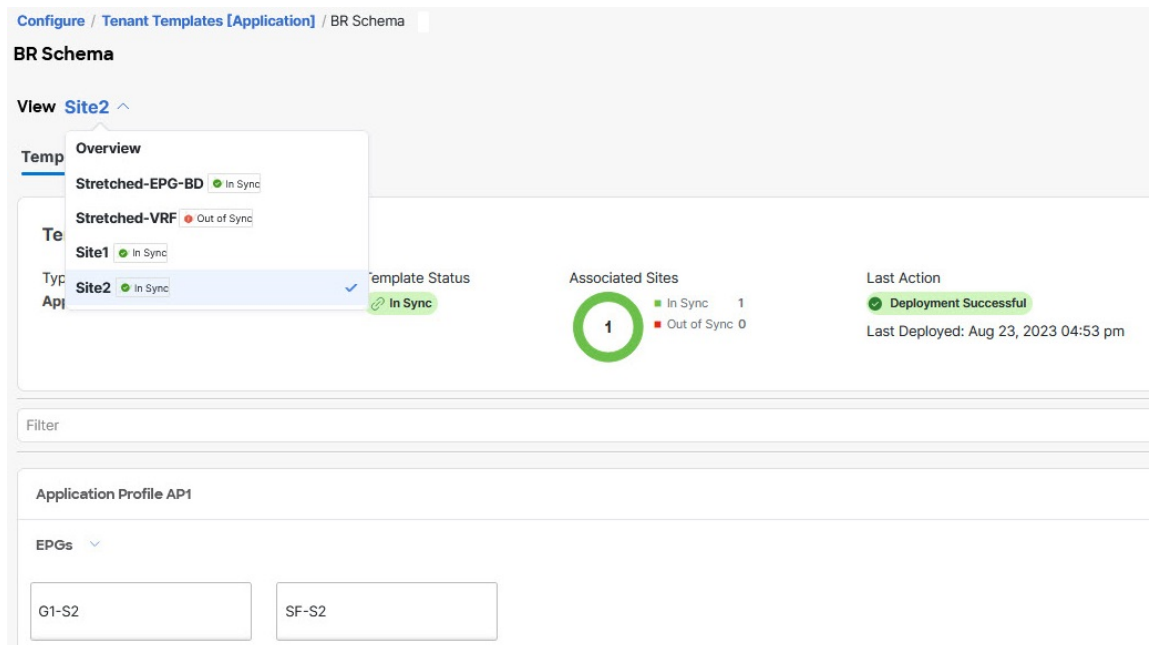 Configure / Tenant Templates [Application] / BR Schema
BR Schema
View Site2
Overview
Temp
Stretched-EPG-BD In Sync
Stretched-VRF Out of Sync
Te
Site1 In Sync
Typ
Site2 In Sync
Template Status
Associated Sites
Last Action
App
In Sync
1
In Sync 1
Out of Sync 0
Deployment Successful
Last Deployed: Aug 23, 2023 04:53 pm
Filter
Application Profile AP1
EPGs
G1-S2
SF-S2